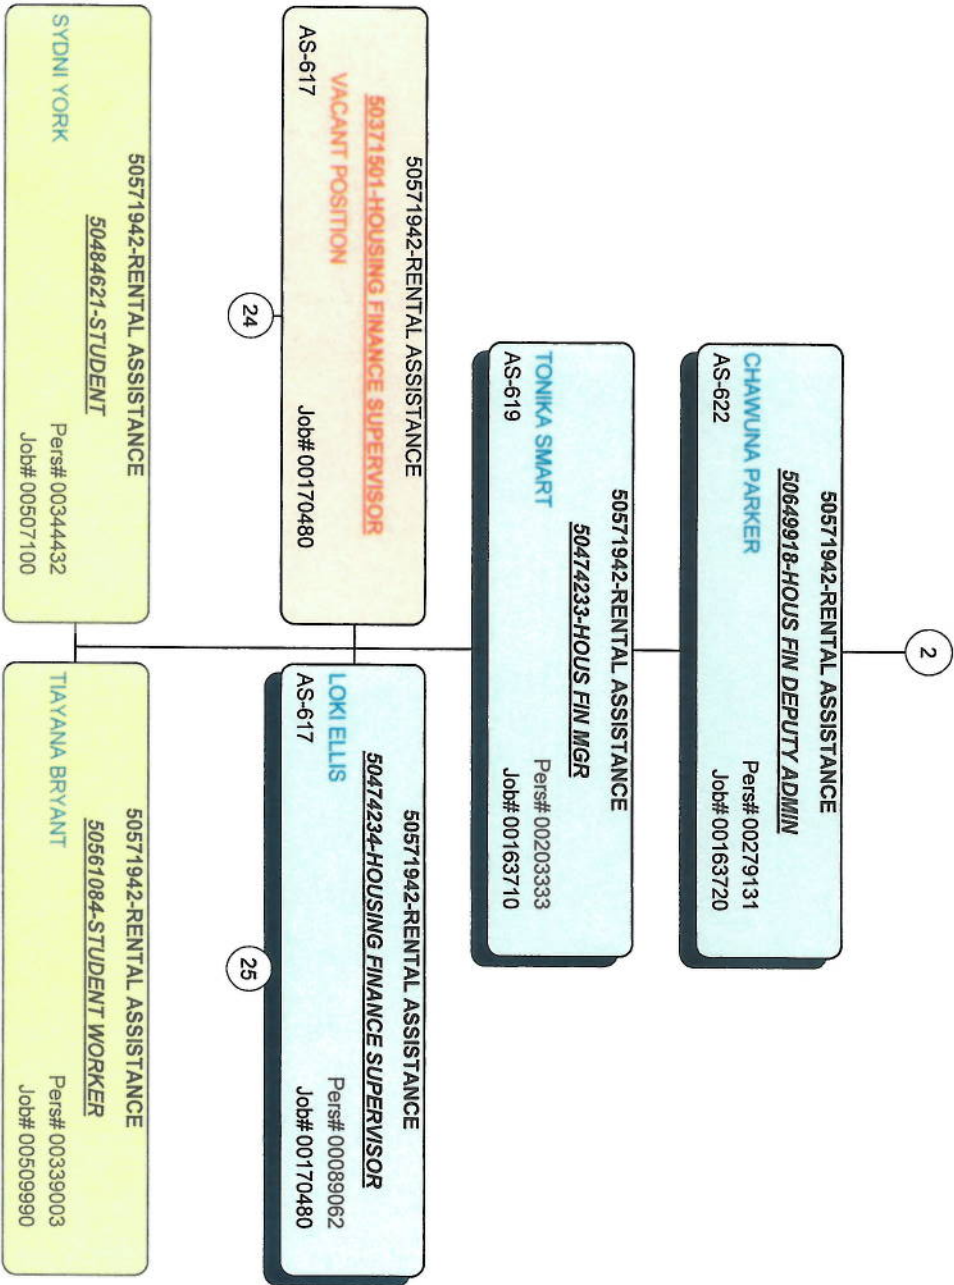 2
50571942-RENTAL ASSISTANCE
50649918-HOUS FIN DEPUTY ADMIN
CHAWUNA PARKER Pers# 00279131
AS-622 Job# 00163720
50571942-RENTAL ASSISTANCE
50474233-HOUS FIN MGR
TONIKA SMART Pers# 00203333
AS-619 Job# 00163710
50571942-RENTAL ASSISTANCE
50371501-HOUSING FINANCE SUPERVISOR
VACANT POSITION
AS-617 Job# 00170480
24
50571942-RENTAL ASSISTANCE
50474234-HOUSING FINANCE SUPERVISOR
LOKI ELLIS Pers# 00089062
AS-617 Job# 00170480
25
50571942-RENTAL ASSISTANCE
50484621-STUDENT
SYDNI YORK Pers# 00344432
Job# 00507100
50571942-RENTAL ASSISTANCE
50561084-STUDENT WORKER
TIAYANA BRYANT Pers# 00339003
Job# 00509990